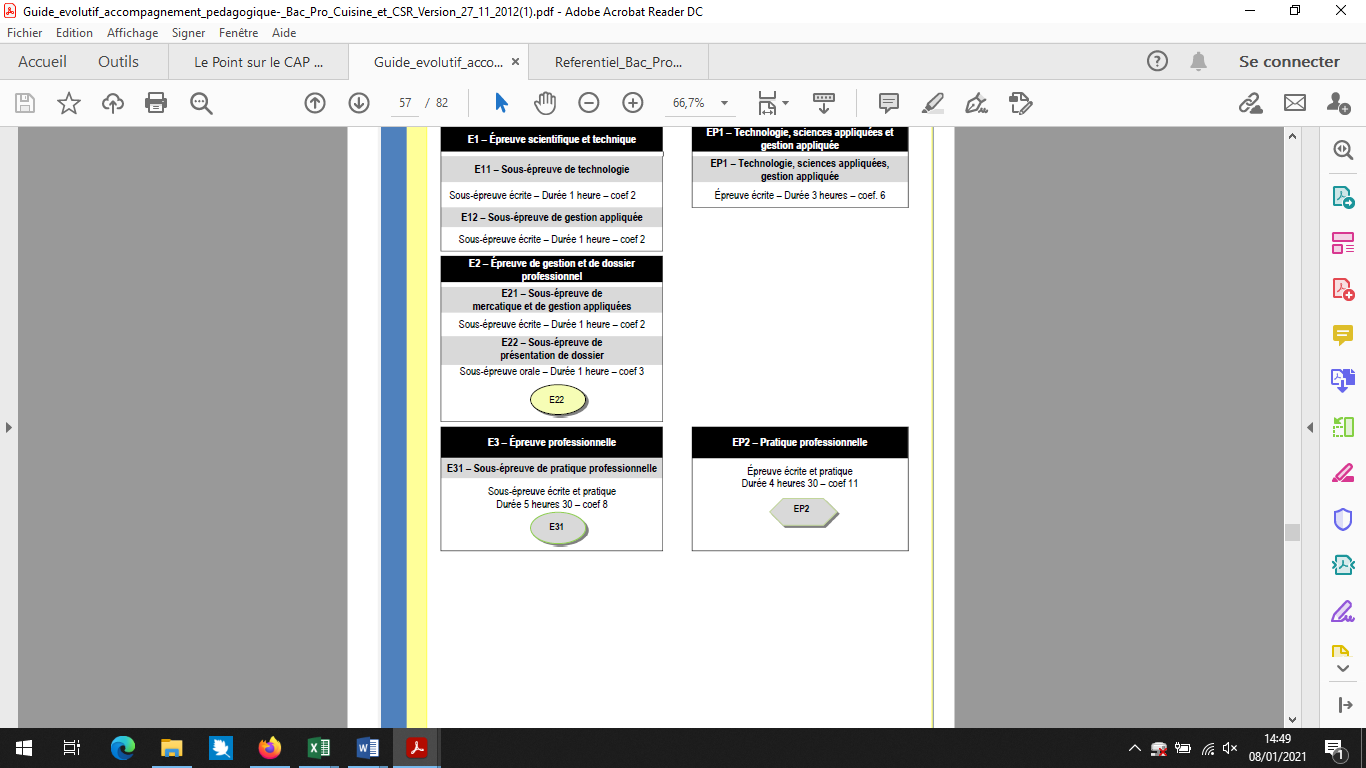 Guide_evolutif_accompagnement_pedagogique-_Bac_Pro_Cuisine_et_CSR_Version_27_11_2012(1).pdf - Adobe Acrobat Reader DC
Fichier Edition Affichage Signer Fenêtre Aide
Accueil Outils Le Point sur le CAP ... Guide_evolutif_acco... × Referentiel_Bac_Pro... Se connecter
57 / 82 66,7%
E1 – Épreuve scientifique et technique
E11 – Sous-épreuve de technologie
Sous-épreuve écrite – Durée 1 heure – coef 2
E12 – Sous-épreuve de gestion appliquée
Sous-épreuve écrite – Durée 1 heure – coef 2
E2 – Épreuve de gestion et de dossier
professionnel
E21 – Sous-épreuve de
mercatique et de gestion appliquées
Sous-épreuve écrite – Durée 1 heure – coef 2
E22 – Sous-épreuve de
présentation de dossier
Sous-épreuve orale – Durée 1 heure – coef 3
E22
E3 – Épreuve professionnelle
E31 – Sous-épreuve de pratique professionnelle
Sous-épreuve écrite et pratique
Durée 5 heures 30 – coef 8
E31
EP1 – Technologie, sciences appliquées et
gestion appliquée
EP1 – Technologie, sciences appliquées,
gestion appliquée
Épreuve écrite – Durée 3 heures – coef. 6
EP2 – Pratique professionnelle
Épreuve écrite et pratique
Durée 4 heures 30 – coef 11
EP2
14:49
08/01/2021
1